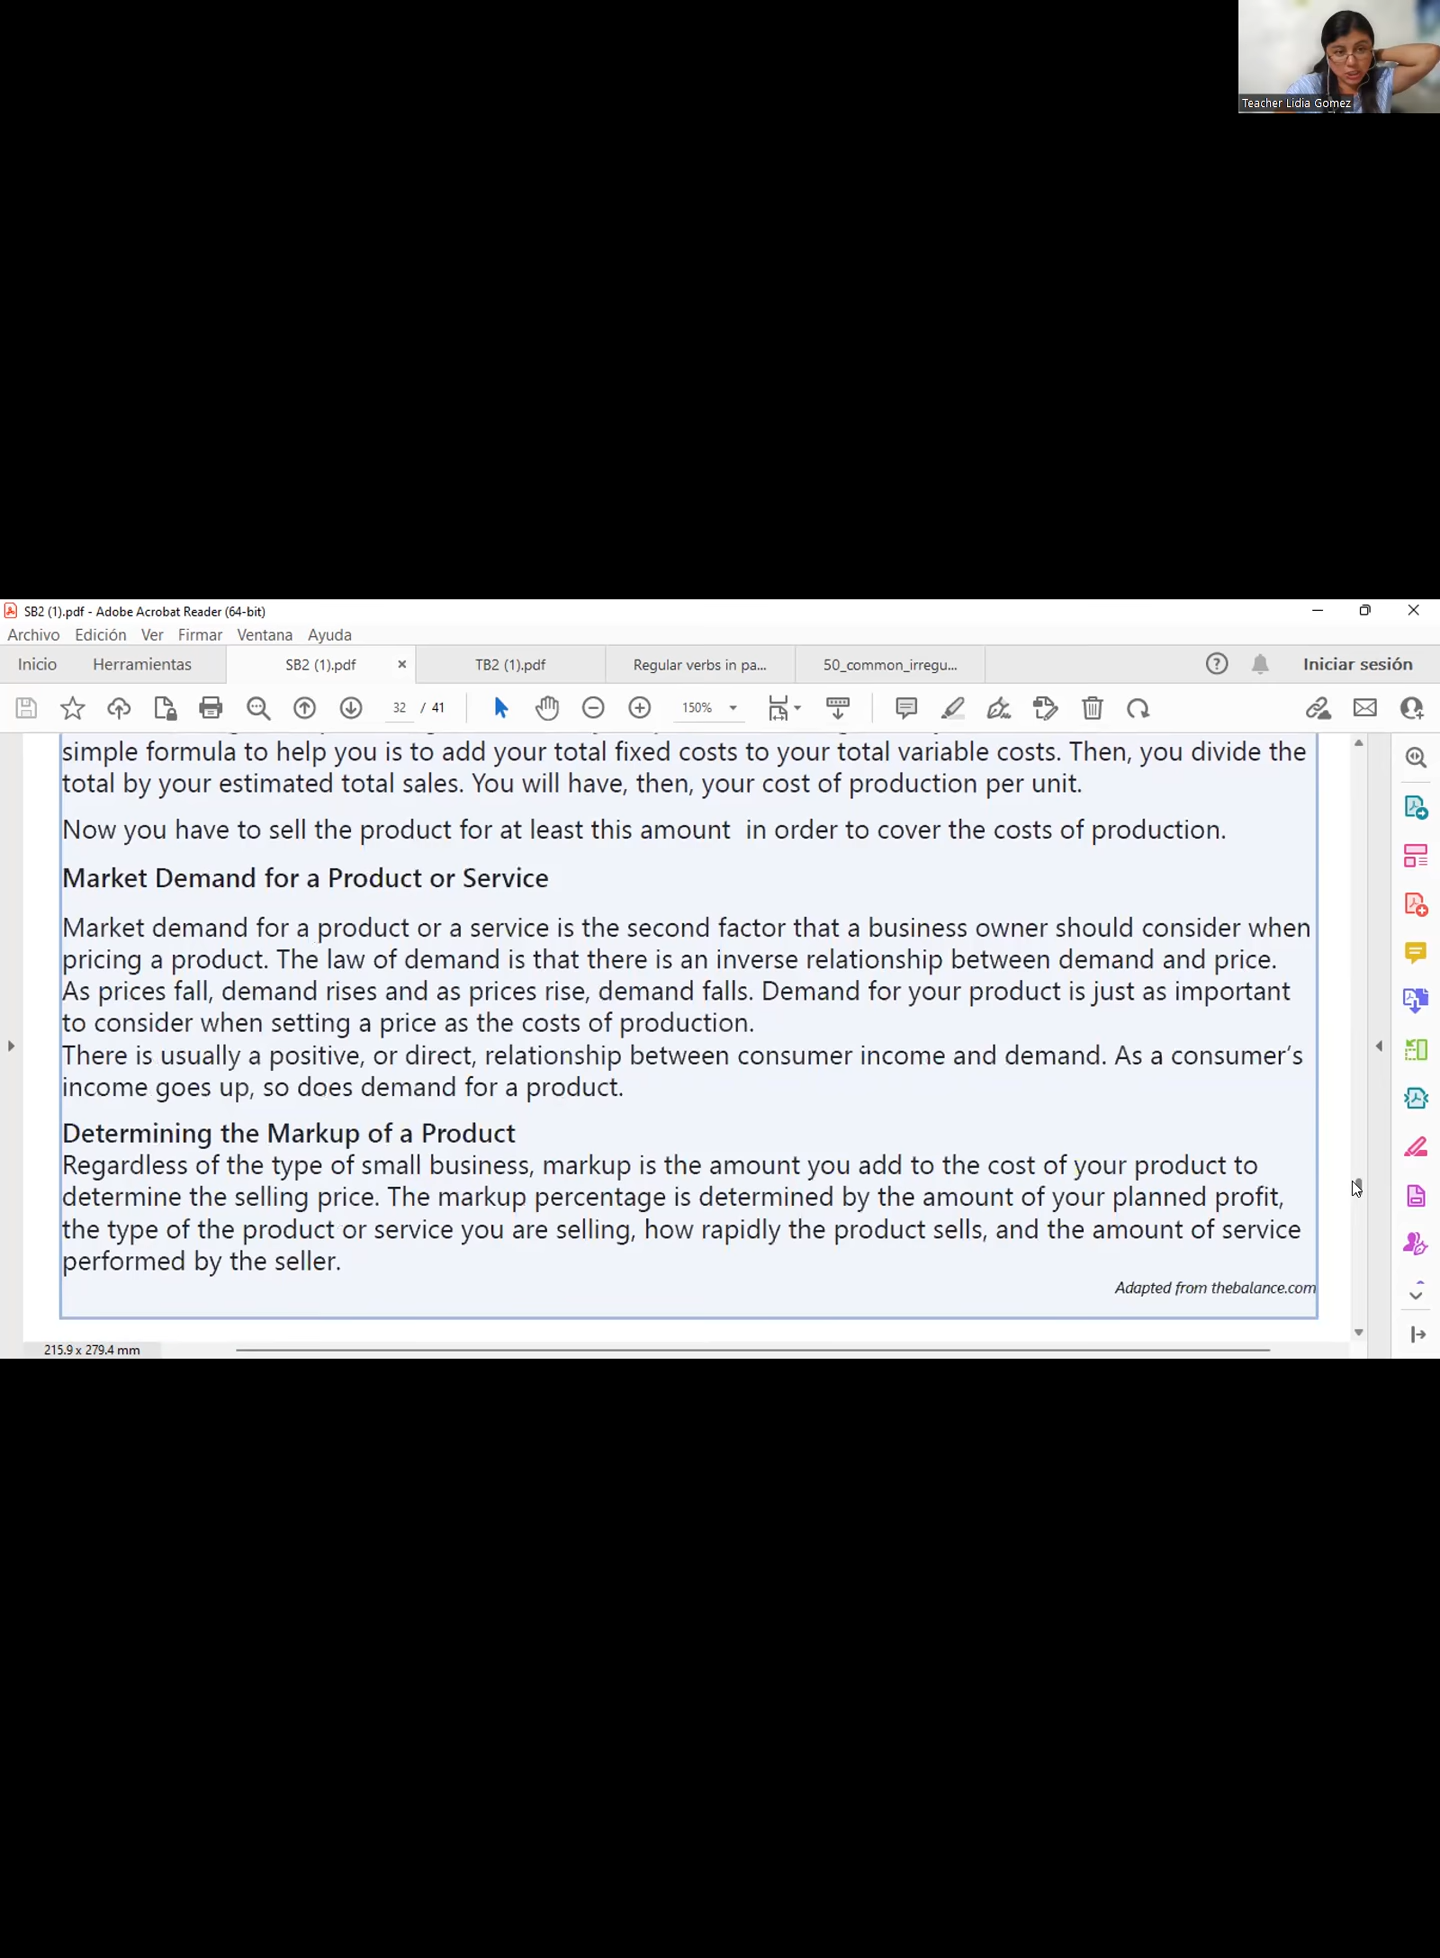 Teacher Lidia Gomez
SB2 (1).pdf - Adobe Acrobat Reader (64-bit)
Archivo Edición Ver Firmar Ventana Ayuda
Inicio Herramientas SB2 (1).pdf TB2 (1).pdf Regular verbs in pa... 50_common_irregu... Iniciar sesión
32 / 41 150%
simple formula to help you is to add your total fixed costs to your total variable costs. Then, you divide the
total by your estimated total sales. You will have, then, your cost of production per unit.
Now you have to sell the product for at least this amount in order to cover the costs of production.
Market Demand for a Product or Service
Market demand for a product or a service is the second factor that a business owner should consider when
pricing a product. The law of demand is that there is an inverse relationship between demand and price.
As prices fall, demand rises and as prices rise, demand falls. Demand for your product is just as important
to consider when setting a price as the costs of production.
There is usually a positive, or direct, relationship between consumer income and demand. As a consumer’s
income goes up, so does demand for a product.
Determining the Markup of a Product
Regardless of the type of small business, markup is the amount you add to the cost of your product to
determine the selling price. The markup percentage is determined by the amount of your planned profit,
the type of the product or service you are selling, how rapidly the product sells, and the amount of service
performed by the seller.
Adapted from thebalance.com
215.9 x 279.4 mm